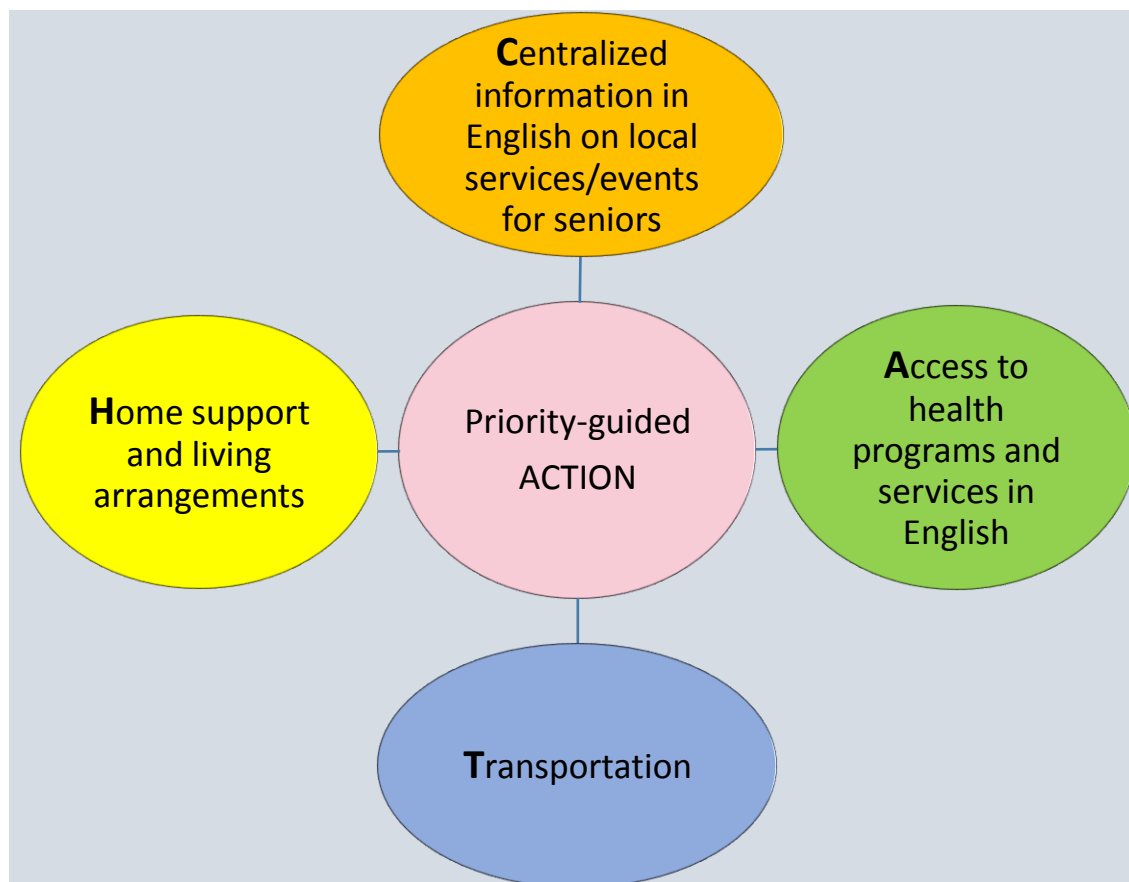 Centralized
information in
English on local
services/events
for seniors
Home support
and living
arrangements
Priority-guided
ACTION
Access to
health
programs and
services in
English
Transportation